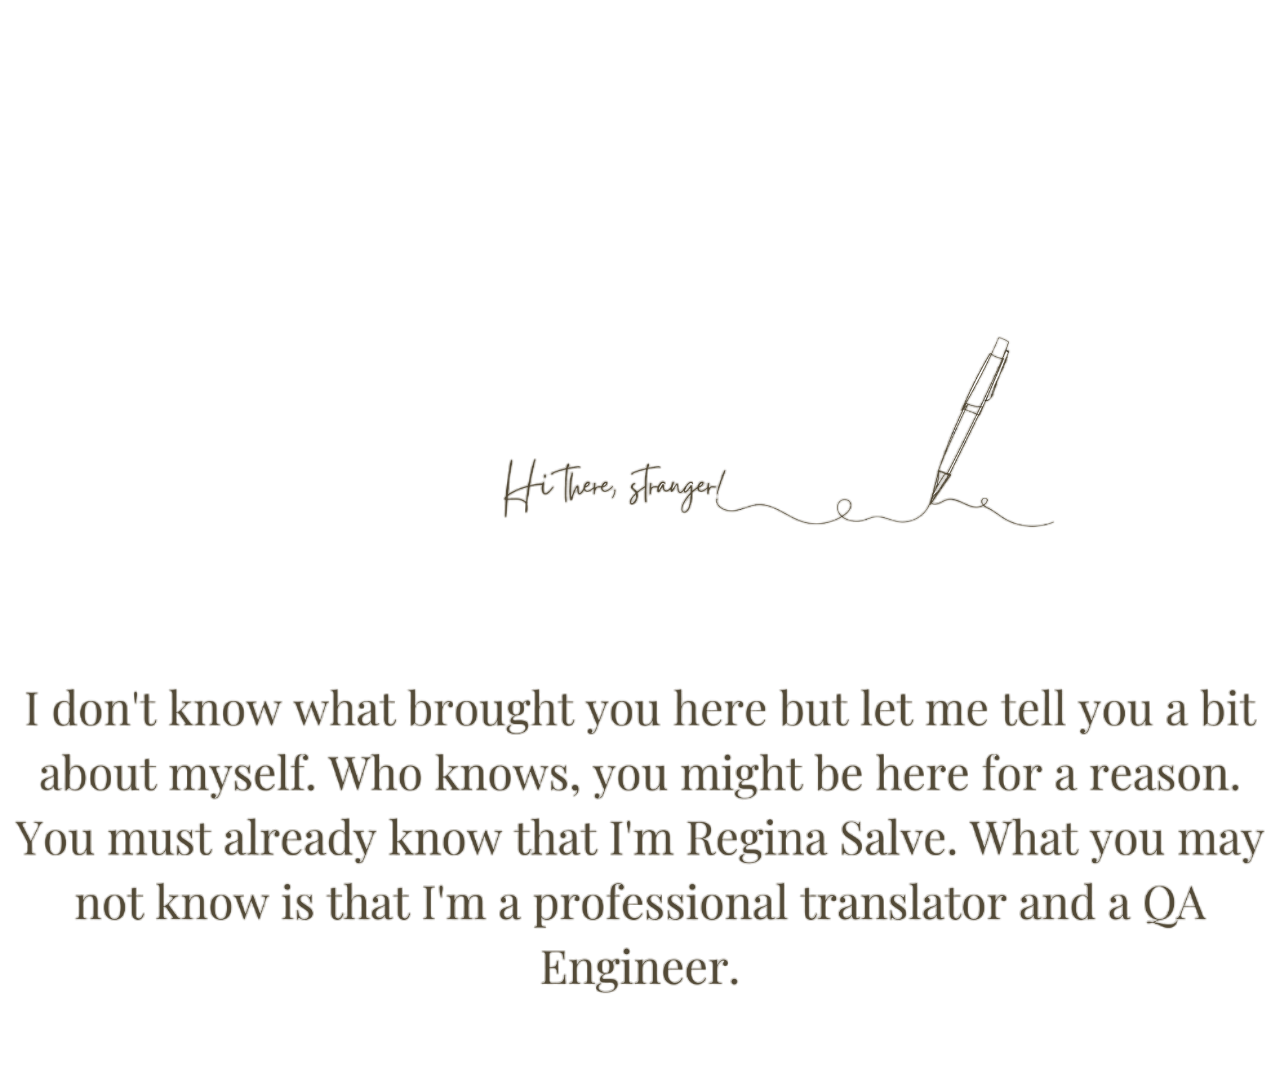 Hi there, stranger!
I don't know what brought you here but let me tell you a bit
about myself. Who knows, you might be here for a reason.
You must already know that I'm Regina Salve. What you may
not know is that I'm a professional translator and a QA
Engineer.